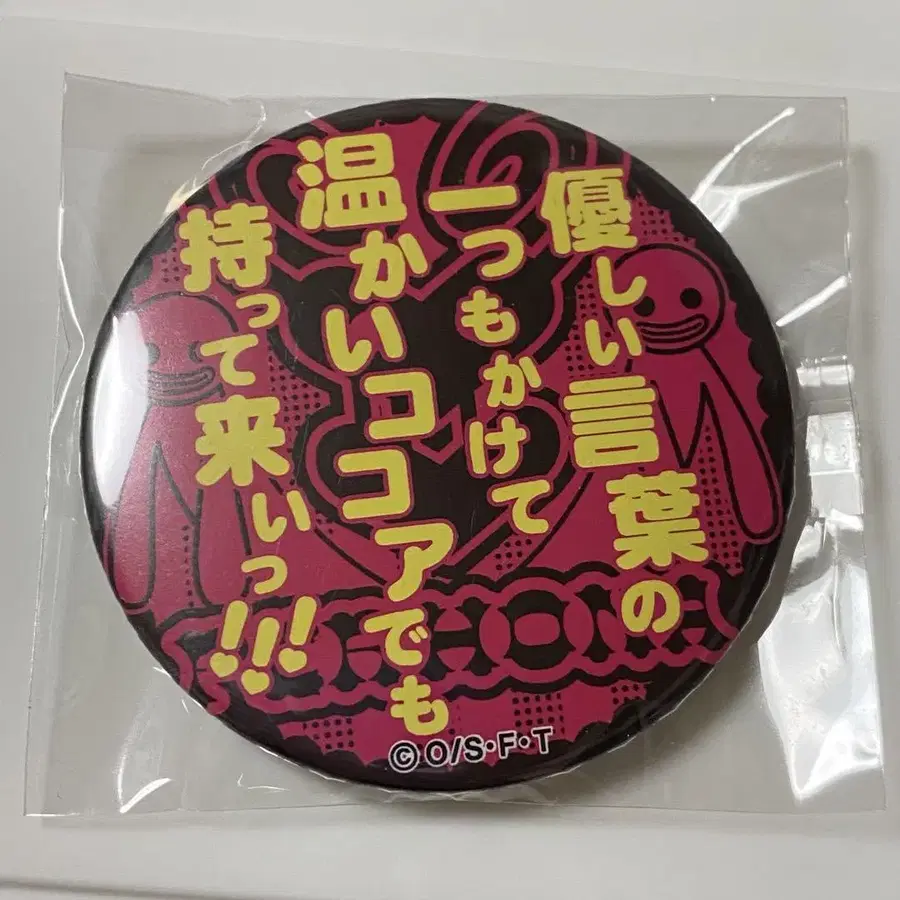 優しい言葉の
一つもかけて
温かいココアでも
持って来いっ!!!
©O/S・F・T